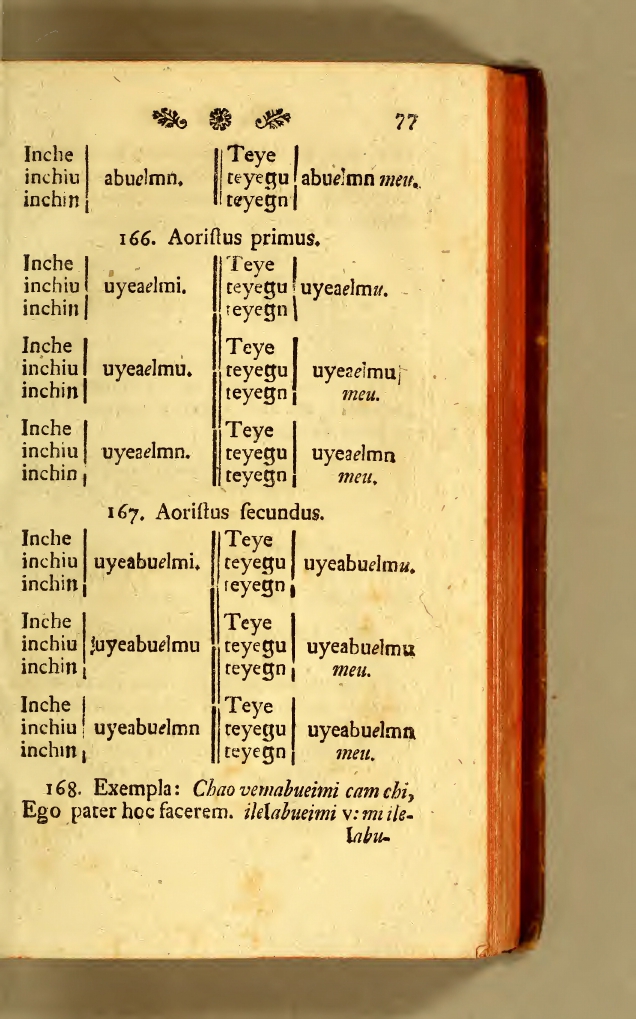 77
Inche Teye
inchiu abuelmn. teyegu abuelmn meu.
inchin teyegn
166. Aoriſtus primus.
Inche Teye
inchiu uyeaelmi. teyegu uyeaelmu.
inchin teyegn
Inche Teye
inchiu uyeaelmu. teyegu uyeaelmu
inchin teyegn meu.
Inche Teye
inchiu uyeaelmn. teyegu uyeaelmn
inchin teyegn meu.
167. Aoriſtus ſecundus.
Inche Teye
inchiu uyeabuelmi. teyegu uyeabuelmu.
inchin teyegn
Inche Teye
inchiu uyeabuelmu teyegu uyeabuelmu
inchin teyegn meu.
Inche Teye
inchiu uyeabuelmn teyegu uyeabuelmn
inchin teyegn meu.
168. Exempla: Chao vemabueimi cam chi,
Ego pater hoc facerem. ilelabueimi v: mi ile-
labu-